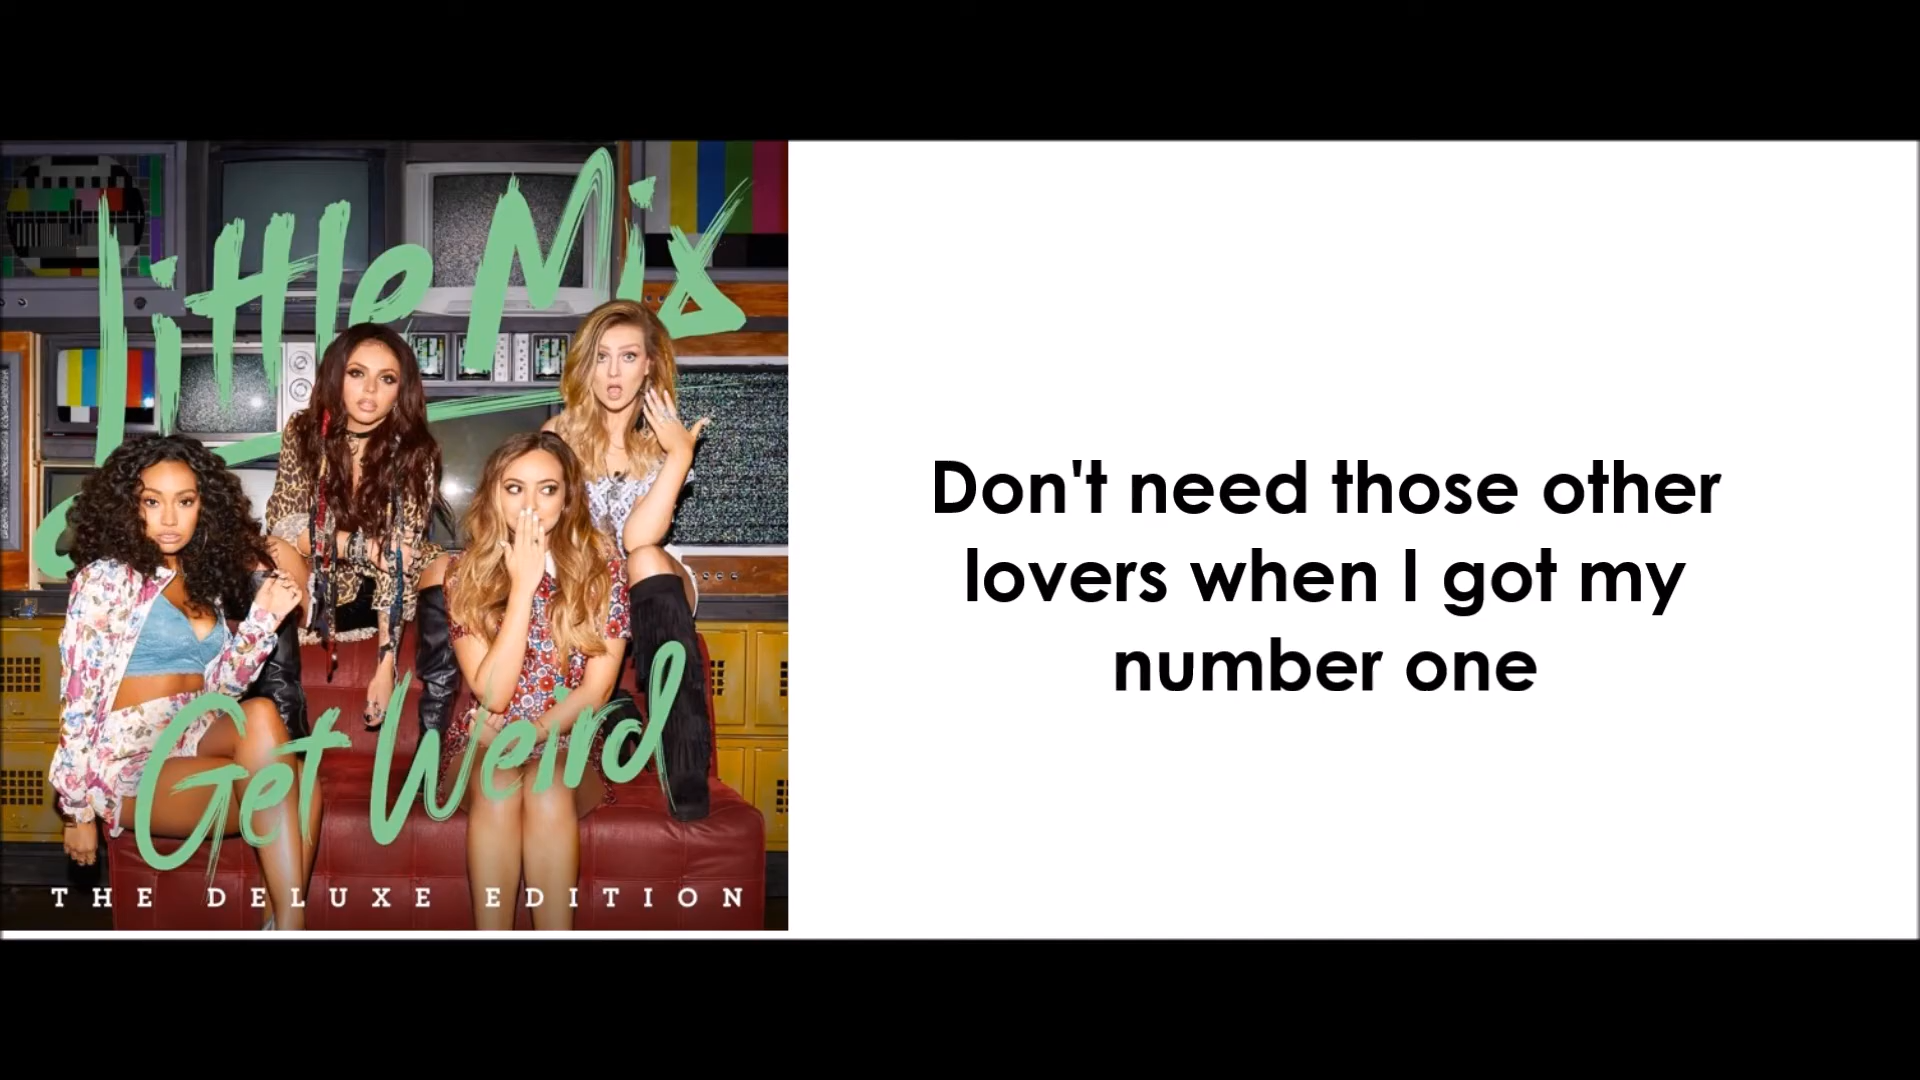 Little Mix
Get Weird
THE DELUXE EDITION
Don't need those other
lovers when I got my
number one